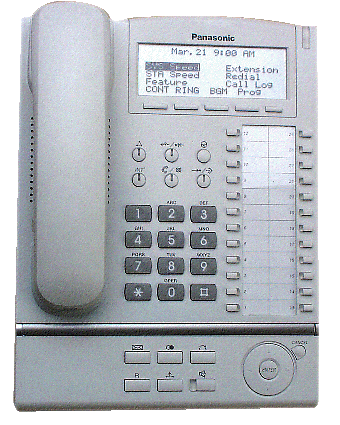 Panasonic
Mar.21 9:00 AM
SYS Speed Extension
STA Speed Redial
Feature Call Log
CONT RING BGM Prog
INT'
ABC DEF
1 2 3
GHI JKL MNO
4 5 6
PQRS TUV WXYZ
7 8 9
OPER
* 0 #
CANCEL
ENTER
R